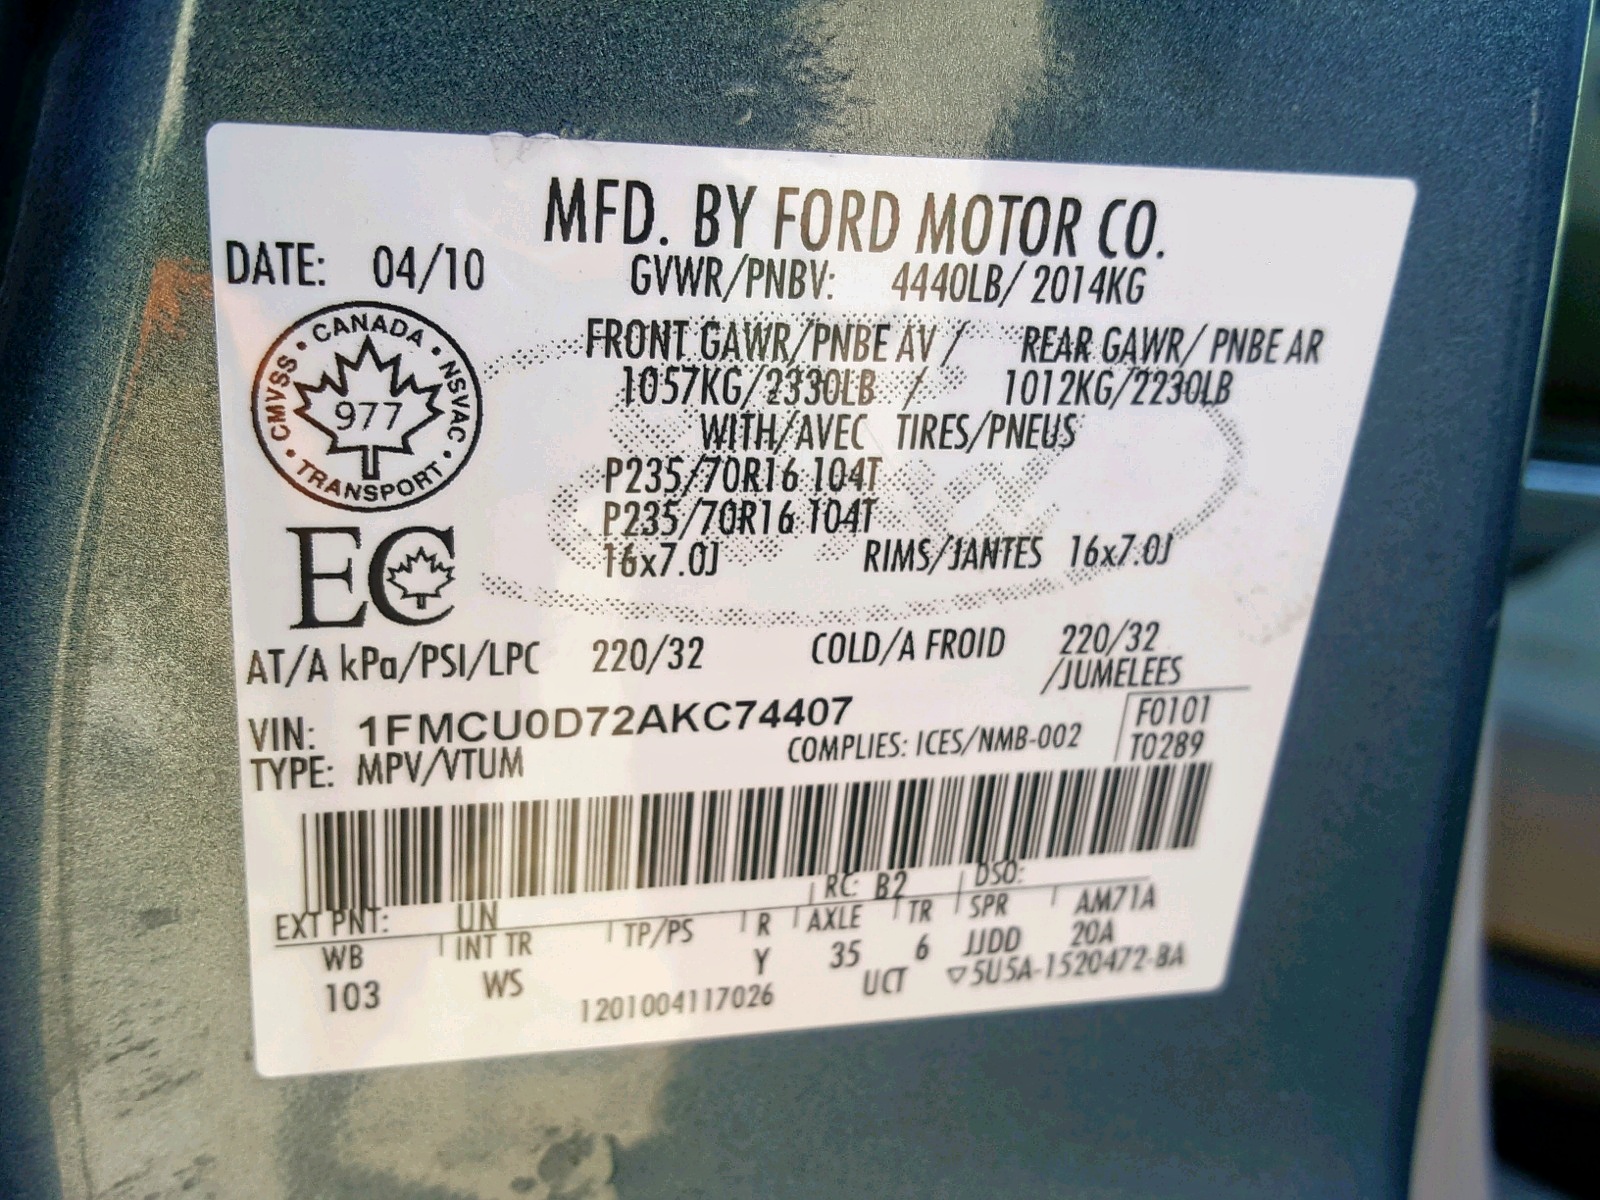 MFD. BY FORD MOTOR CO.
DATE: 04/10
GVWR/PNBV: 4440LB/ 2014KG
CMVSS • CANADA • NSVAC • TRANSPORT •
977
FRONT GAWR/PNBE AV / REAR GAWR/ PNBE AR
1057KG/2330LB / 1012KG/2230LB
WITH/AVEC TIRES/PNEUS
P235/70R16 104T
P235/70R16 104T
16x7.0J RIMS/JANTES 16x7.0J
EC
AT/A kPa/PSI/LPC 220/32 COLD/A FROID 220/32
/JUMELEES
VIN: 1FMCU0D72AKC74407
F0101
TYPE: MPV/VTUM COMPLIES: ICES/NMB-002 T0289
EXT PNT: UN RC: B2 DSO:
WB INT TR TP/PS R AXLE TR SPR AM71A
103 WS Y 35 6 JJDD 20A
1201004117026 UCT ▽5U5A-1520472-BA